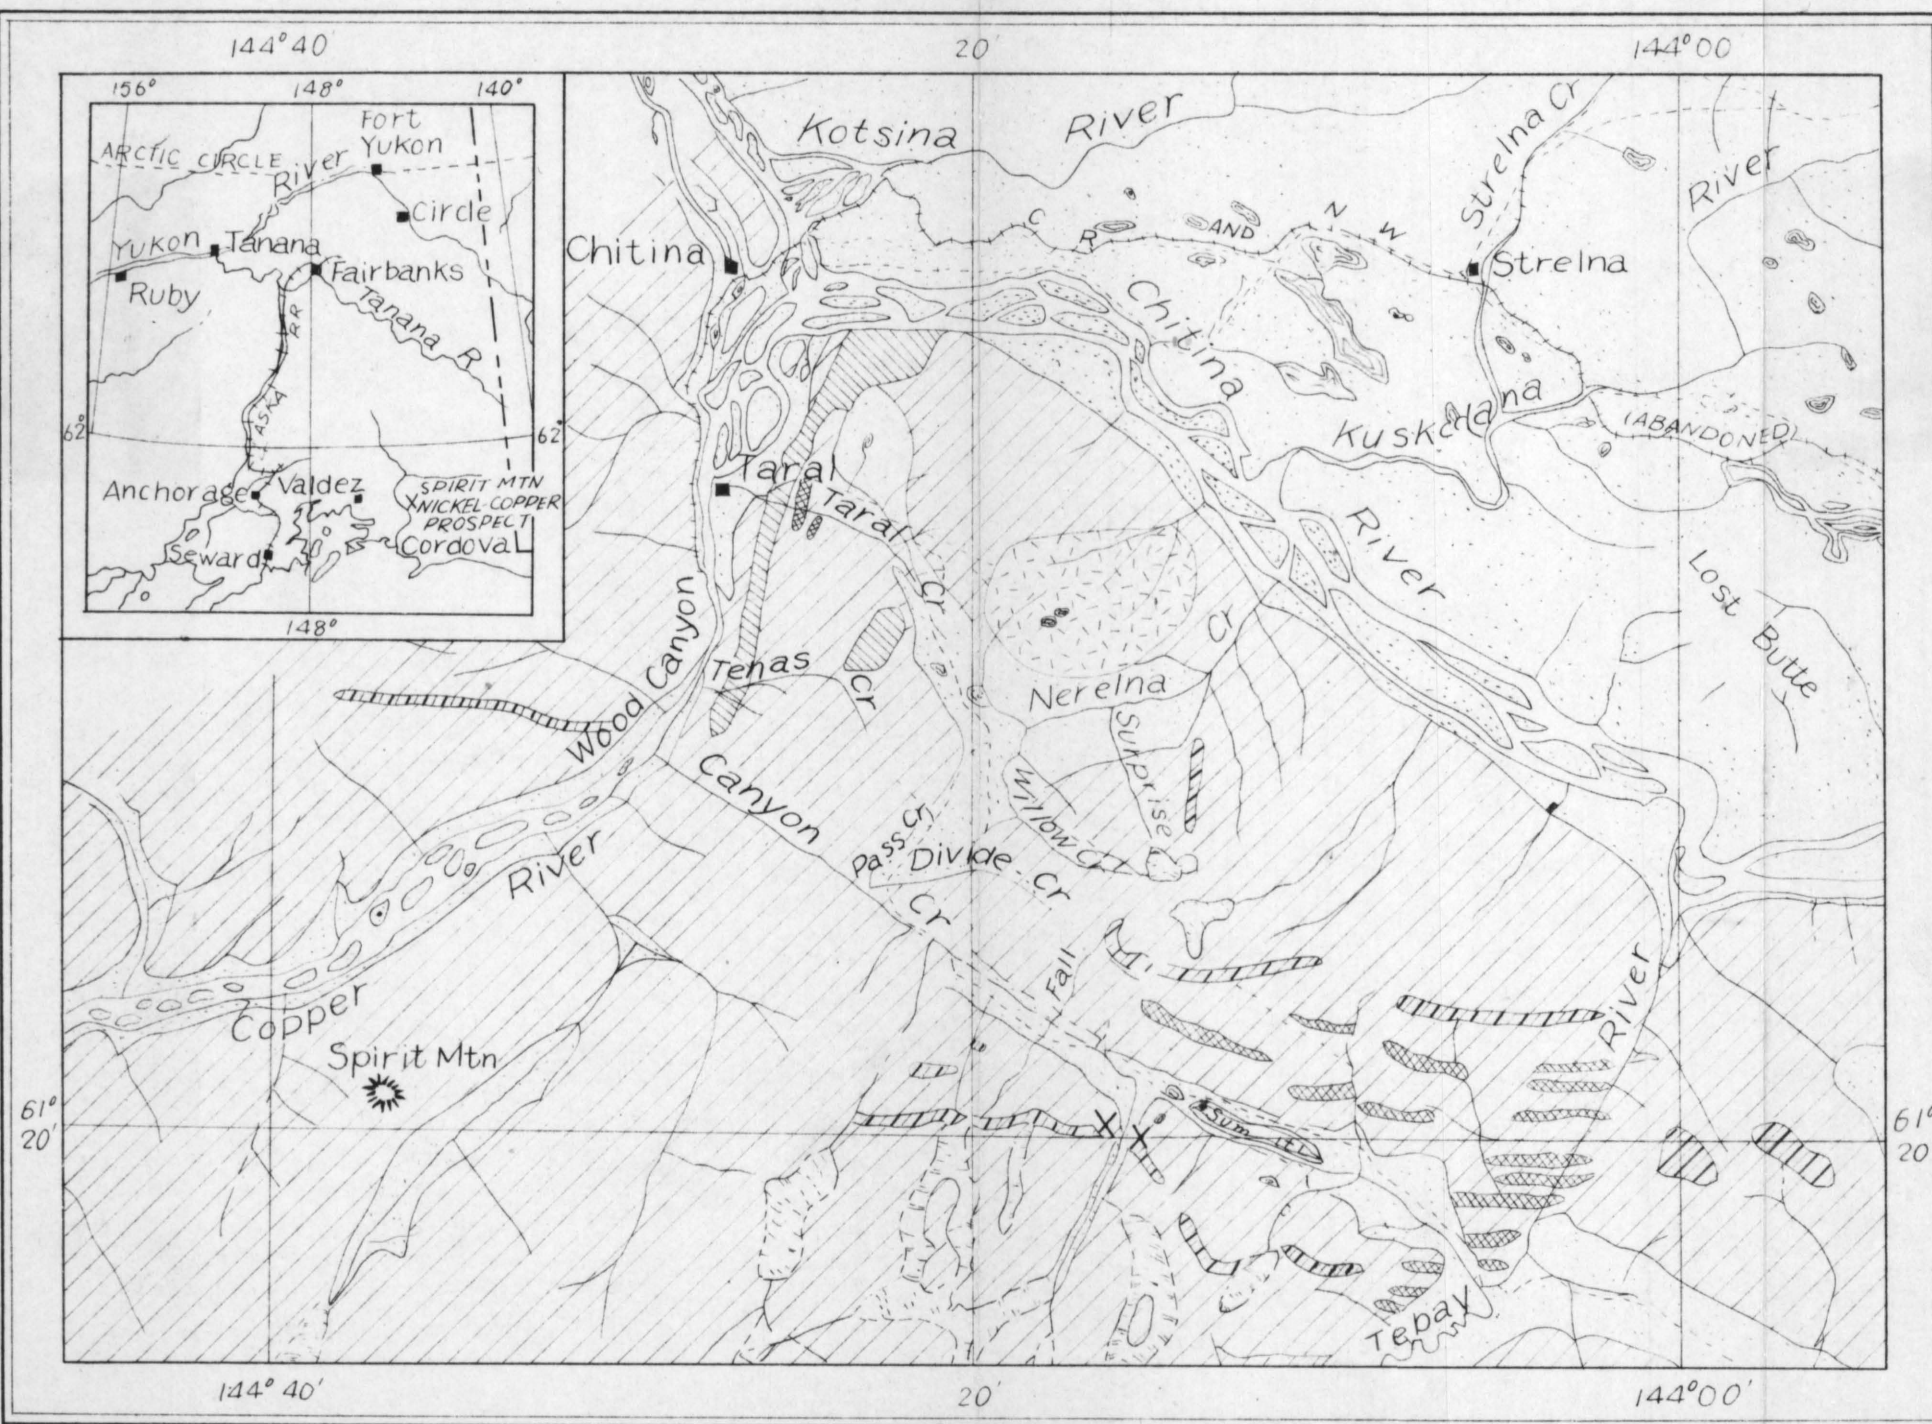 144°40'
20'
144°00
156°
148°
140°
Fort
Yukon
ARCTIC CIRCLE
River
Circle
Yukon
Tanana
Fairbanks
Ruby
Tanana R
RR
ASKA
62°
62°
Anchorage
Valdez
SPIRIT MTN
X NICKEL-COPPER
PROSPECT
Cordova
Seward
148°
Kotsina
River
Strelna Cr
River
C R AND N W
Chitina
Strelna
Chitina
Kuskulana
(ABANDONED)
Taral
Taral
Cr
River
Lost Butte
Wood Canyon
Tenas
Cr
Nerelna
Cr
Surprise
Canyon
Willow Cr
Pass Cr
Divide Cr
River
Cr
Fall
River
Copper
Spirit Mtn
61°
20'
X
X
Summit L
61°
20
Tebay
144°40'
20'
144°00'